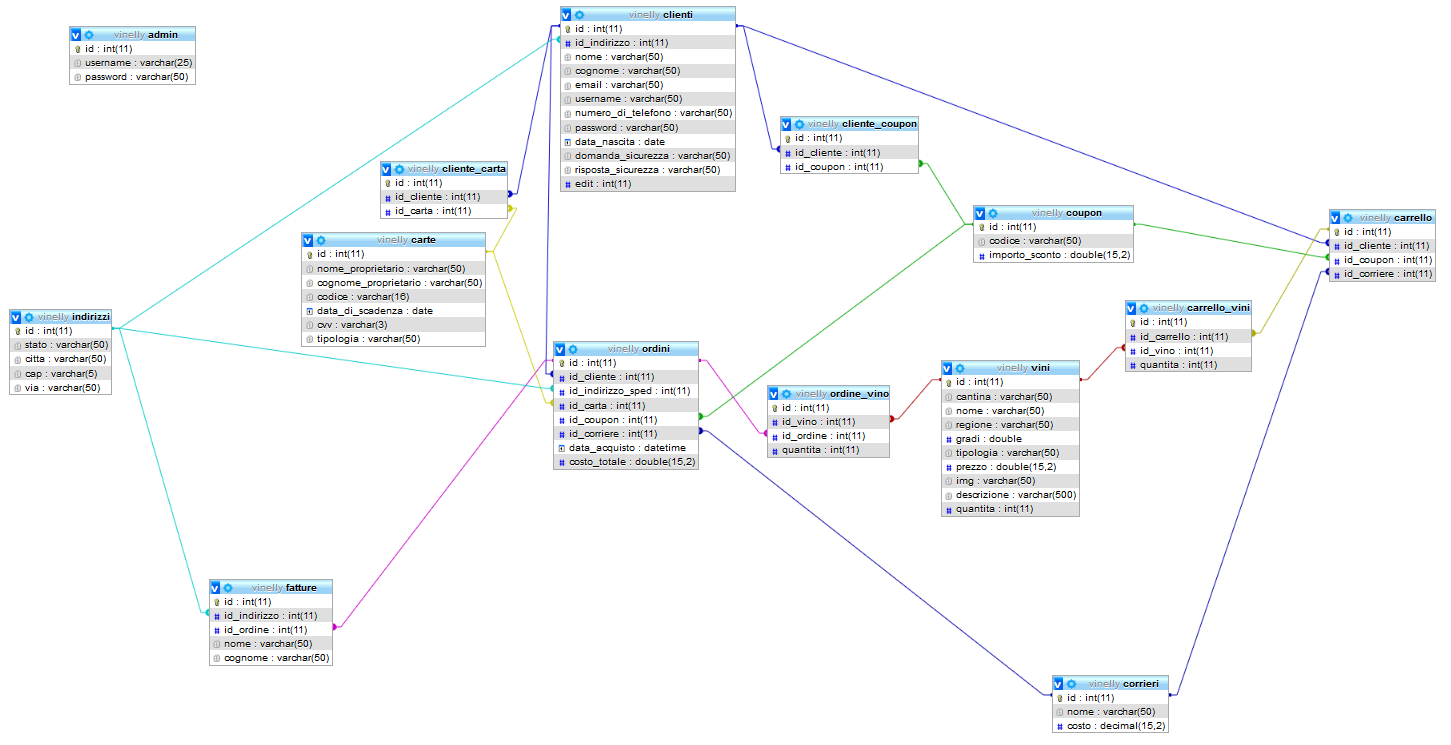 vinelly admin
id : int(11)
username : varchar(25)
password : varchar(50)
vinelly clienti
id : int(11)
id_indirizzo : int(11)
nome : varchar(50)
cognome : varchar(50)
email : varchar(50)
username : varchar(50)
numero_di_telefono : varchar(50)
password : varchar(50)
data_nascita : date
domanda_sicurezza : varchar(50)
risposta_sicurezza : varchar(50)
edit : int(11)
vinelly cliente_coupon
id : int(11)
id_cliente : int(11)
id_coupon : int(11)
vinelly cliente_carta
id : int(11)
id_cliente : int(11)
id_carta : int(11)
vinelly carte
id : int(11)
nome_proprietario : varchar(50)
cognome_proprietario : varchar(50)
codice : varchar(16)
data_di_scadenza : date
cvv : varchar(3)
tipologia : varchar(50)
vinelly coupon
id : int(11)
codice : varchar(50)
importo_sconto : double(15,2)
vinelly carrello
id : int(11)
id_cliente : int(11)
id_coupon : int(11)
id_corriere : int(11)
vinelly indirizzi
id : int(11)
stato : varchar(50)
citta : varchar(50)
cap : varchar(5)
via : varchar(50)
vinelly carrello_vini
id : int(11)
id_carrello : int(11)
id_vino : int(11)
quantita : int(11)
vinelly ordini
id : int(11)
id_cliente : int(11)
id_indirizzo_sped : int(11)
id_carta : int(11)
id_coupon : int(11)
id_corriere : int(11)
data_acquisto : datetime
costo_totale : double(15,2)
vinelly ordine_vino
id : int(11)
id_vino : int(11)
id_ordine : int(11)
quantita : int(11)
vinelly vini
id : int(11)
cantina : varchar(50)
nome : varchar(50)
regione : varchar(50)
gradi : double
tipologia : varchar(50)
prezzo : double(15,2)
img : varchar(50)
descrizione : varchar(500)
quantita : int(11)
vinelly fatture
id : int(11)
id_indirizzo : int(11)
id_ordine : int(11)
nome : varchar(50)
cognome : varchar(50)
vinelly corrieri
id : int(11)
nome : varchar(50)
costo : decimal(15,2)